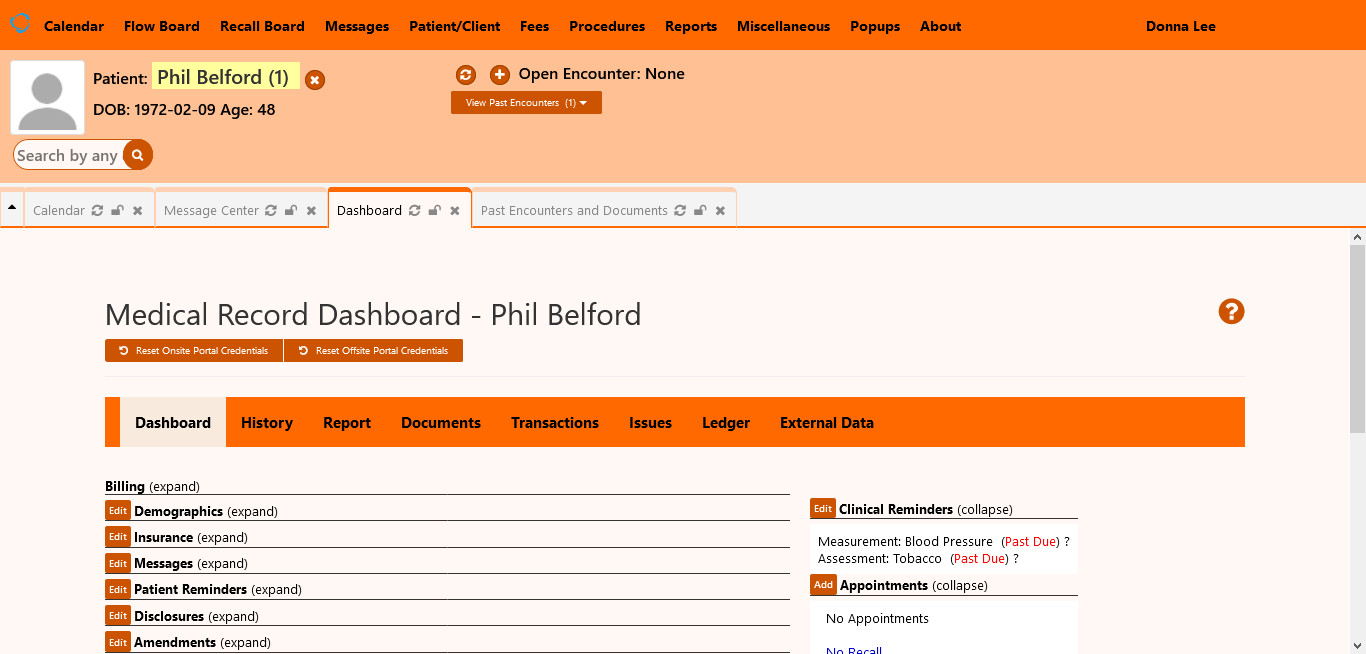 Calendar Flow Board Recall Board Messages Patient/Client Fees Procedures Reports Miscellaneous Popups About Donna Lee
Patient: Phil Belford (1)
DOB: 1972-02-09 Age: 48
Open Encounter: None
View Past Encounters (1)
Search by any
Calendar Message Center Dashboard Past Encounters and Documents
Medical Record Dashboard - Phil Belford
?
Reset Onsite Portal Credentials Reset Offsite Portal Credentials
Dashboard History Report Documents Transactions Issues Ledger External Data
Billing (expand)
Edit Demographics (expand)
Edit Insurance (expand)
Edit Messages (expand)
Edit Patient Reminders (expand)
Edit Disclosures (expand)
Edit Amendments (expand)
Edit Clinical Reminders (collapse)
Measurement: Blood Pressure (Past Due) ?
Assessment: Tobacco (Past Due) ?
Add Appointments (collapse)
No Appointments
No Recall